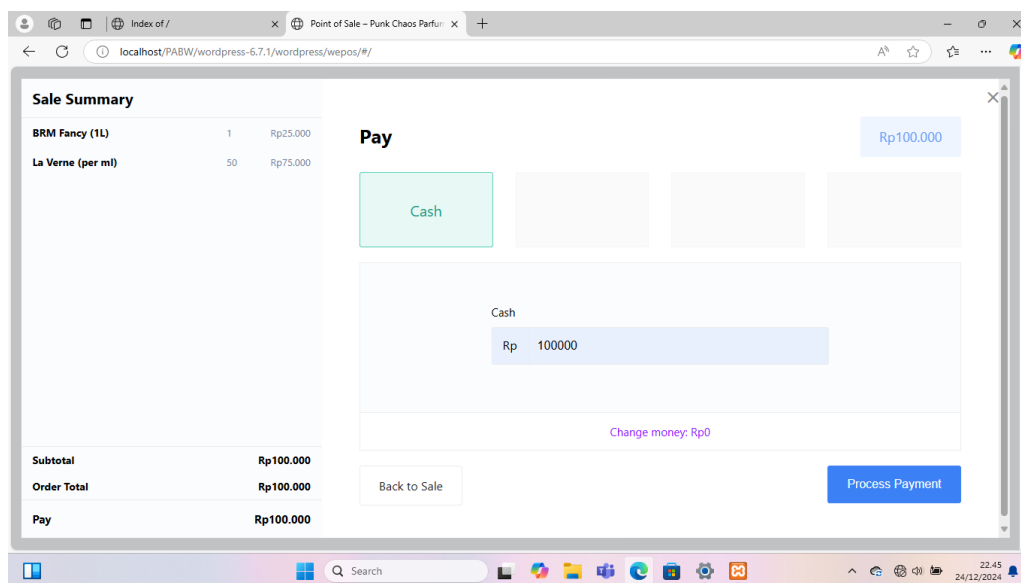 Index of /
Point of Sale – Punk Chaos Parfum
localhost/PABW/wordpress-6.7.1/wordpress/wepos/#/
Sale Summary
BRM Fancy (1L) 1 Rp25.000
La Verne (per ml) 50 Rp75.000
Subtotal Rp100.000
Order Total Rp100.000
Pay Rp100.000
Pay Rp100.000
Cash
Cash
Rp 100000
Change money: Rp0
Back to Sale
Process Payment
Search
22.45
24/12/2024